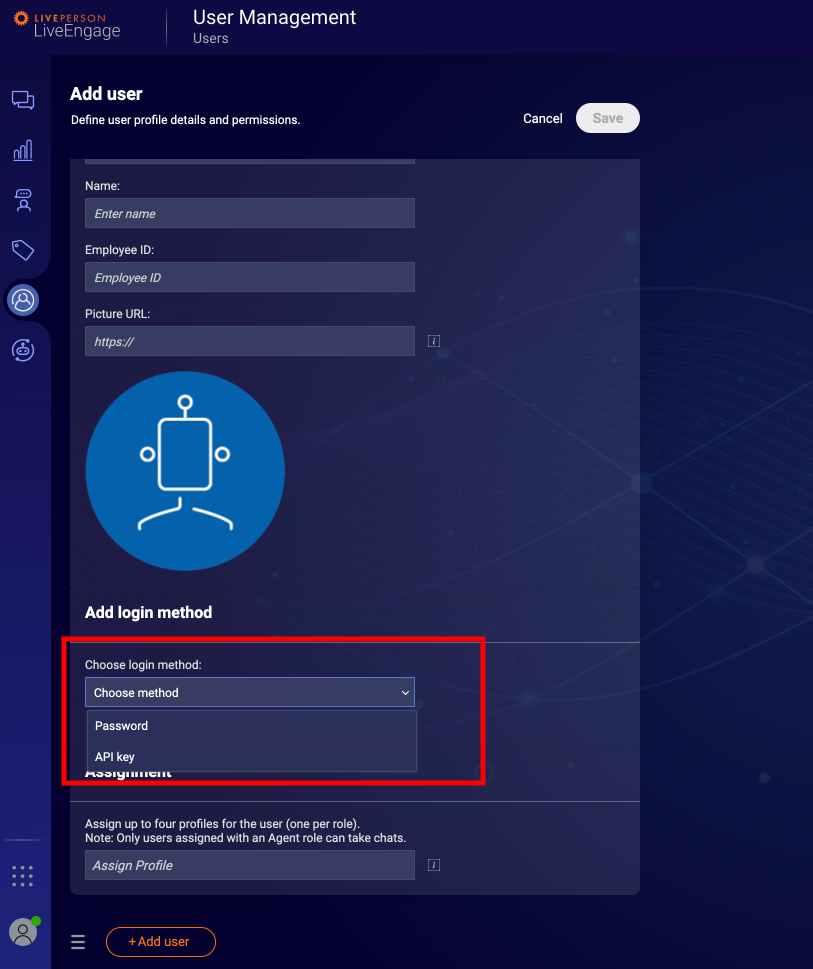 LIVEPERSON
LiveEngage
User Management
Users
Add user
Define user profile details and permissions.
Cancel
Save
Name:
Enter name
Employee ID:
Employee ID
Picture URL:
https://
i
Add login method
Choose login method:
Choose method
Password
API key
Assignment
Assign up to four profiles for the user (one per role).
Note: Only users assigned with an Agent role can take chats.
Assign Profile
i
+Add user